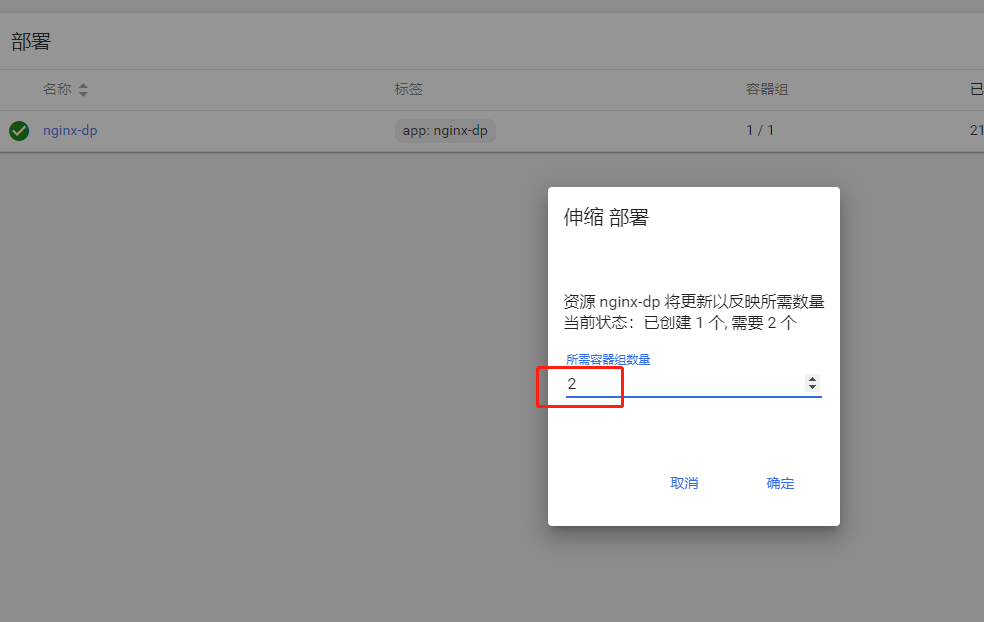 部署
名称 标签 容器组 已
nginx-dp app: nginx-dp 1 / 1 21
伸缩 部署
资源 nginx-dp 将更新以反映所需数量
当前状态：已创建 1 个, 需要 2 个
所需容器组数量
2
取消 确定